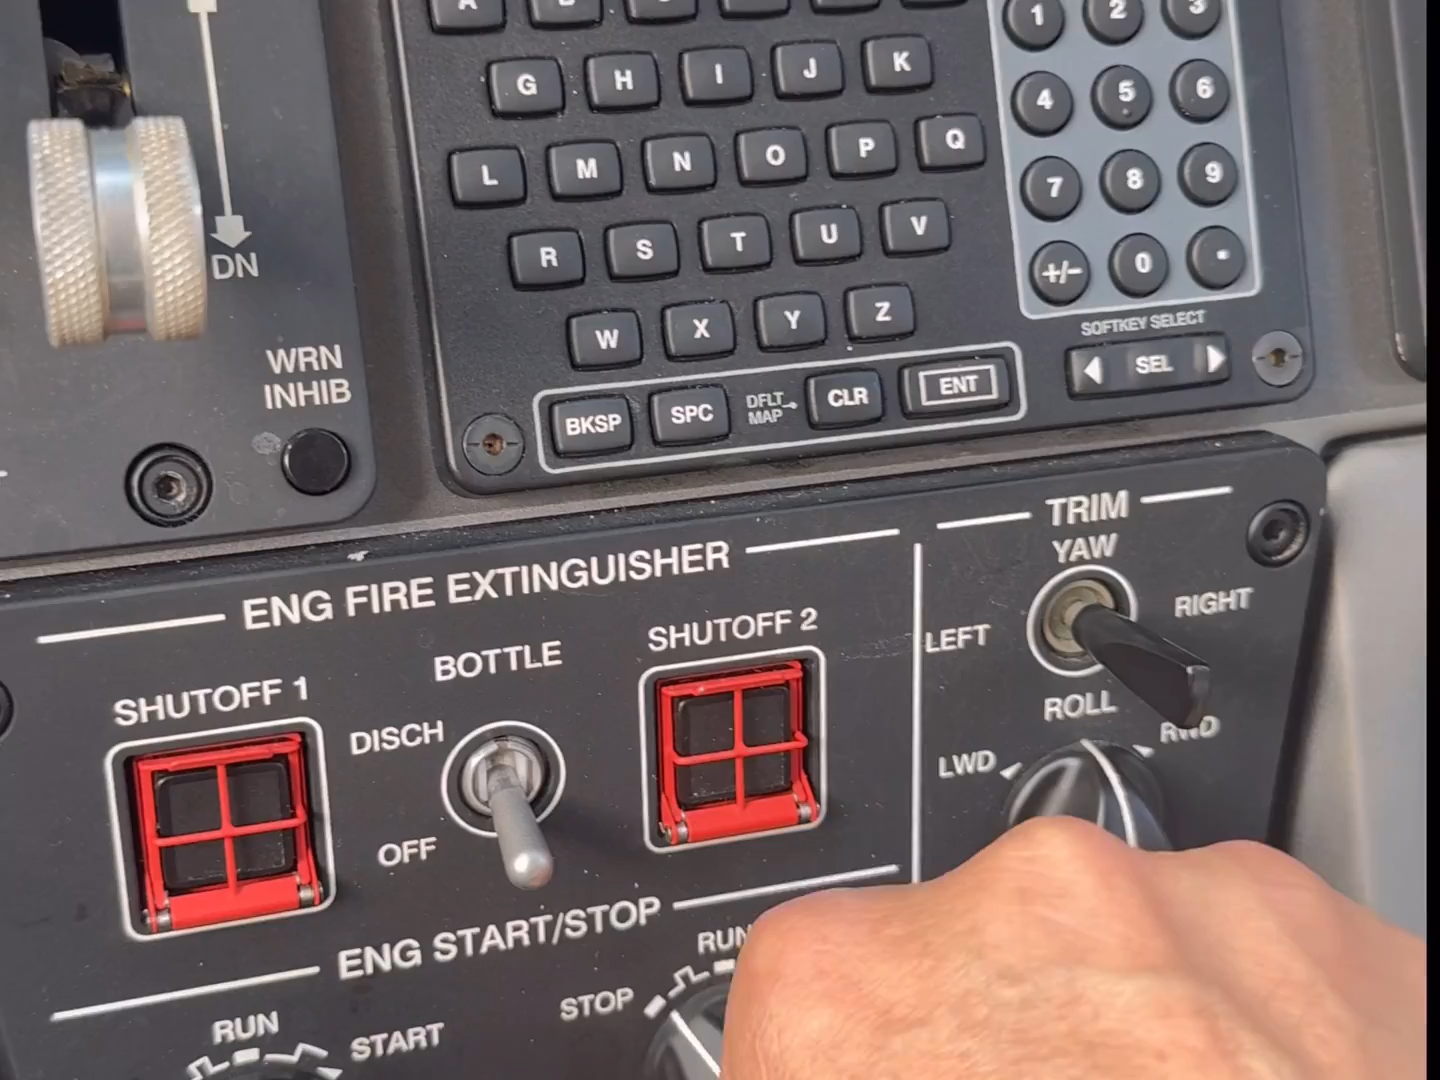 G H I J K
L M N O P Q
R S T U V
W X Y Z
BKSP SPC DFLT MAP CLR ENT
1 2 3
4 5 6
7 8 9
+/- 0 •
SOFTKEY SELECT
SEL
DN
WRN
INHIB
ENG FIRE EXTINGUISHER
SHUTOFF 1
BOTTLE
DISCH
OFF
SHUTOFF 2
TRIM
YAW
LEFT
RIGHT
ROLL
LWD
RWD
ENG START/STOP
RUN
START
STOP
RUN